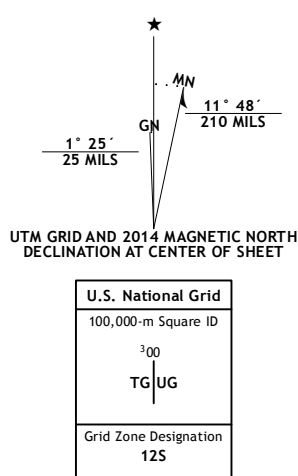 ★
MN
GN
11° 48´
210 MILS
1° 25´
25 MILS
UTM GRID AND 2014 MAGNETIC NORTH
DECLINATION AT CENTER OF SHEET
U.S. National Grid
100,000-m Square ID
³00
TG UG
Grid Zone Designation
12S